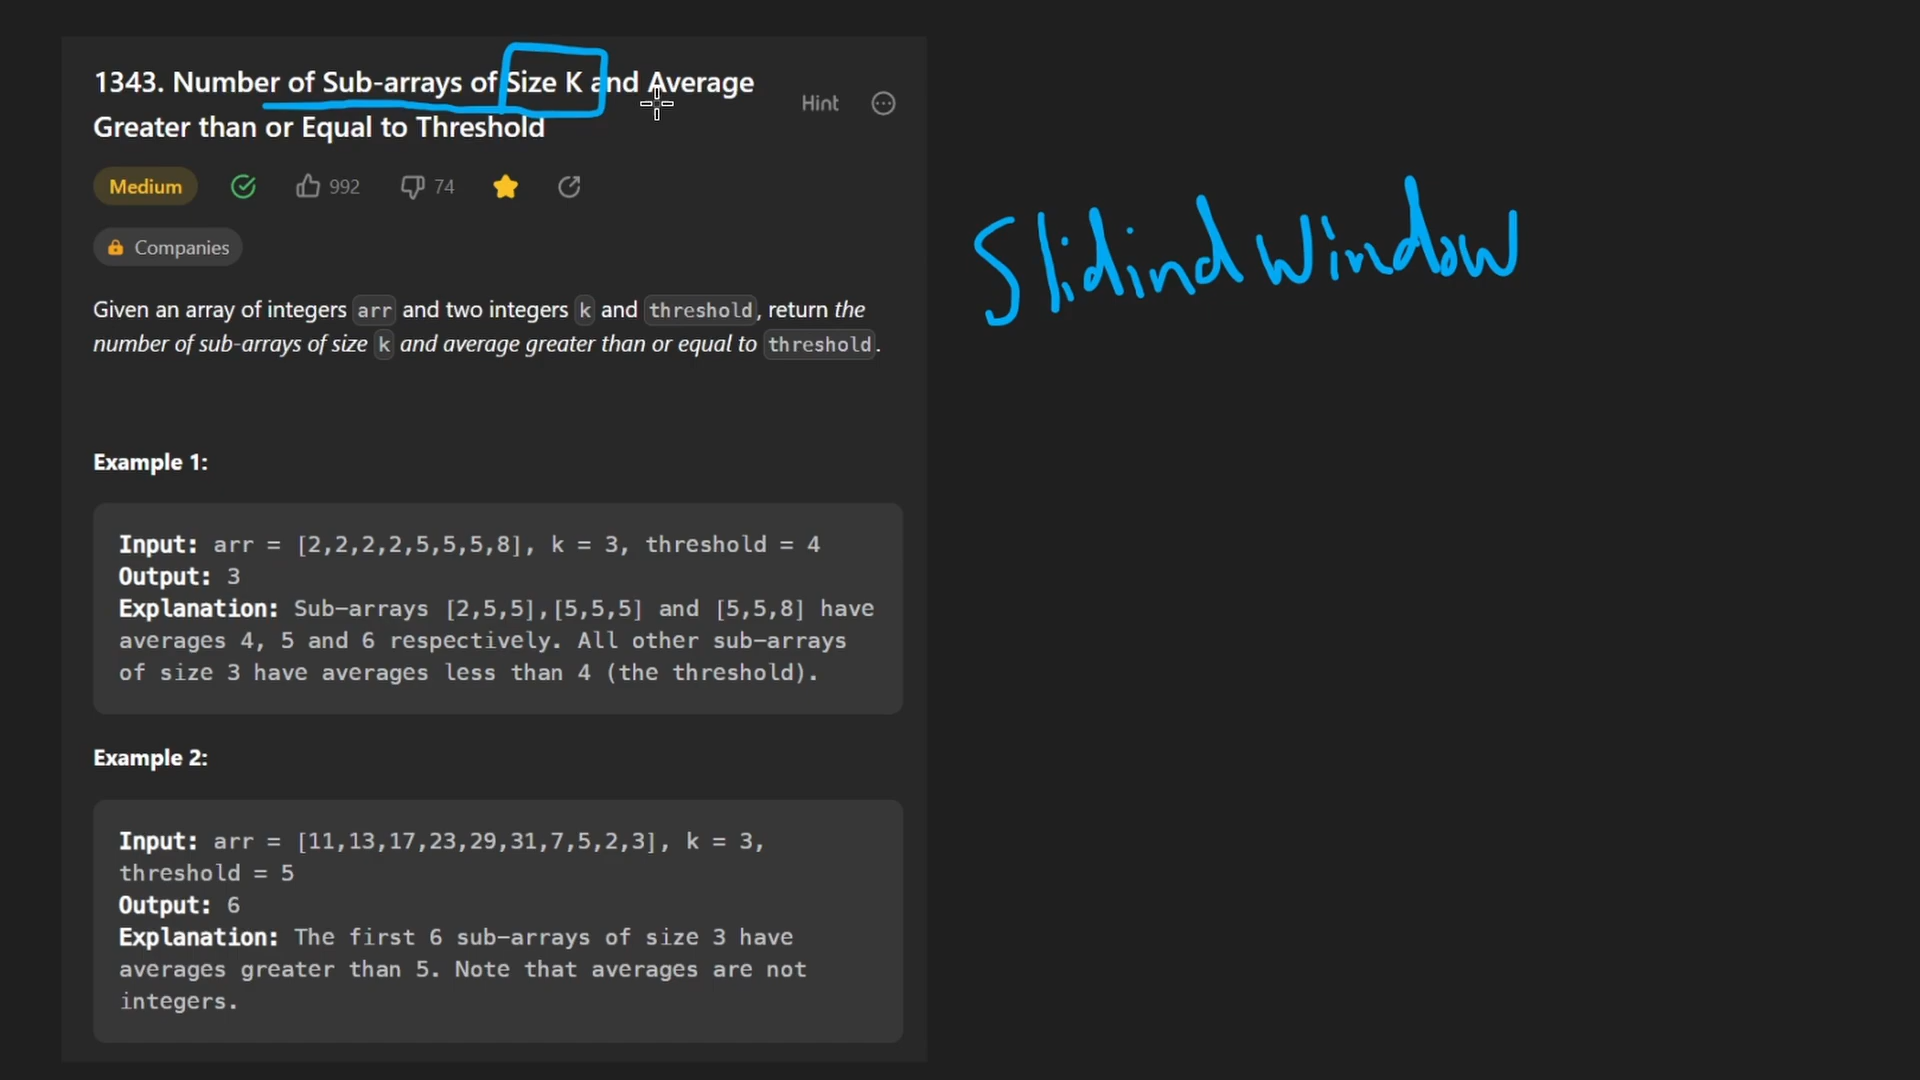 1343. Number of Sub-arrays of Size K and Average
Greater than or Equal to Threshold
Hint
Medium
992
74
Companies
Given an array of integers arr and two integers k and threshold, return the
number of sub-arrays of size k and average greater than or equal to threshold.
Slidind Window
Example 1:
Input: arr = [2,2,2,2,5,5,5,8], k = 3, threshold = 4
Output: 3
Explanation: Sub-arrays [2,5,5],[5,5,5] and [5,5,8] have
averages 4, 5 and 6 respectively. All other sub-arrays
of size 3 have averages less than 4 (the threshold).
Example 2:
Input: arr = [11,13,17,23,29,31,7,5,2,3], k = 3,
threshold = 5
Output: 6
Explanation: The first 6 sub-arrays of size 3 have
averages greater than 5. Note that averages are not
integers.